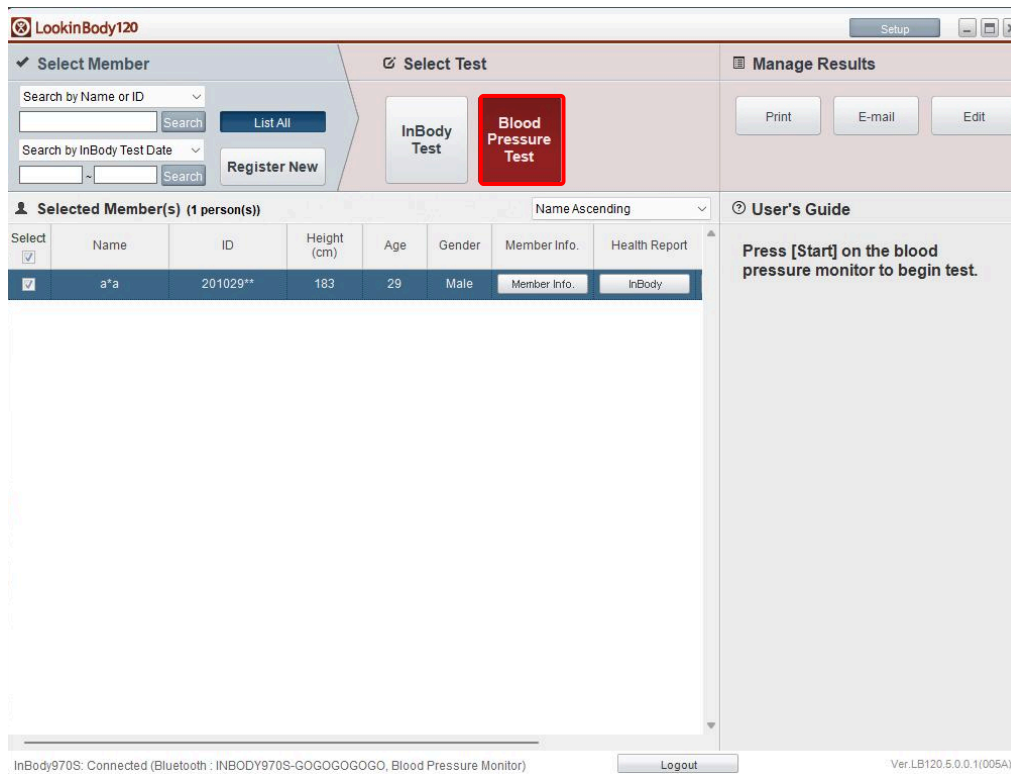 LookinBody120
Setup
Select Member
Select Test
Manage Results
Search by Name or ID
Search
List All
Search by InBody Test Date
~
Search
Register New
InBody
Test
Blood
Pressure
Test
Print
E-mail
Edit
Selected Member(s) (1 person(s))
Name Ascending
User's Guide
Select
Name
ID
Height
(cm)
Age
Gender
Member Info.
Health Report
a*a
201029**
183
29
Male
Member Info.
InBody
Press [Start] on the blood
pressure monitor to begin test.
InBody970S: Connected (Bluetooth : INBODY970S-GOGOGOGOGO, Blood Pressure Monitor)
Logout
Ver.LB120.5.0.0.1(005A)